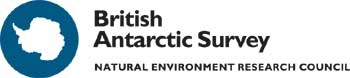 British
Antarctic Survey
NATURAL ENVIRONMENT RESEARCH COUNCIL